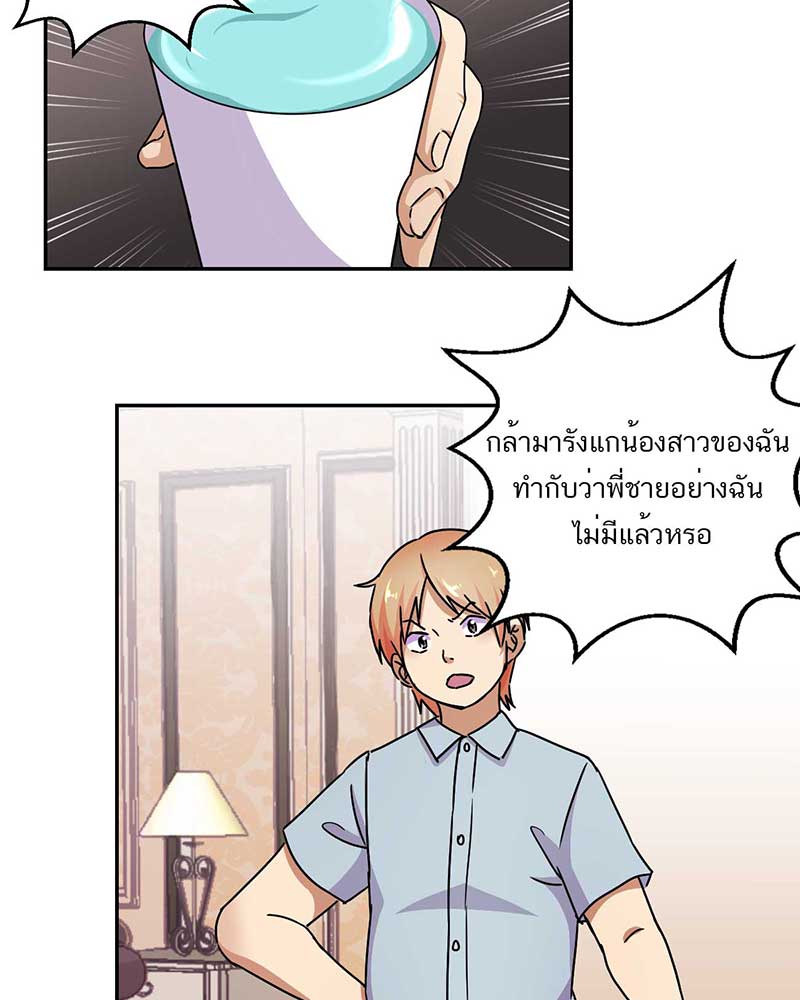 กล้ามารังแกน้องสาวของฉัน
ทำกับว่าพี่ชายอย่างฉัน
ไม่มีแล้วหรอ